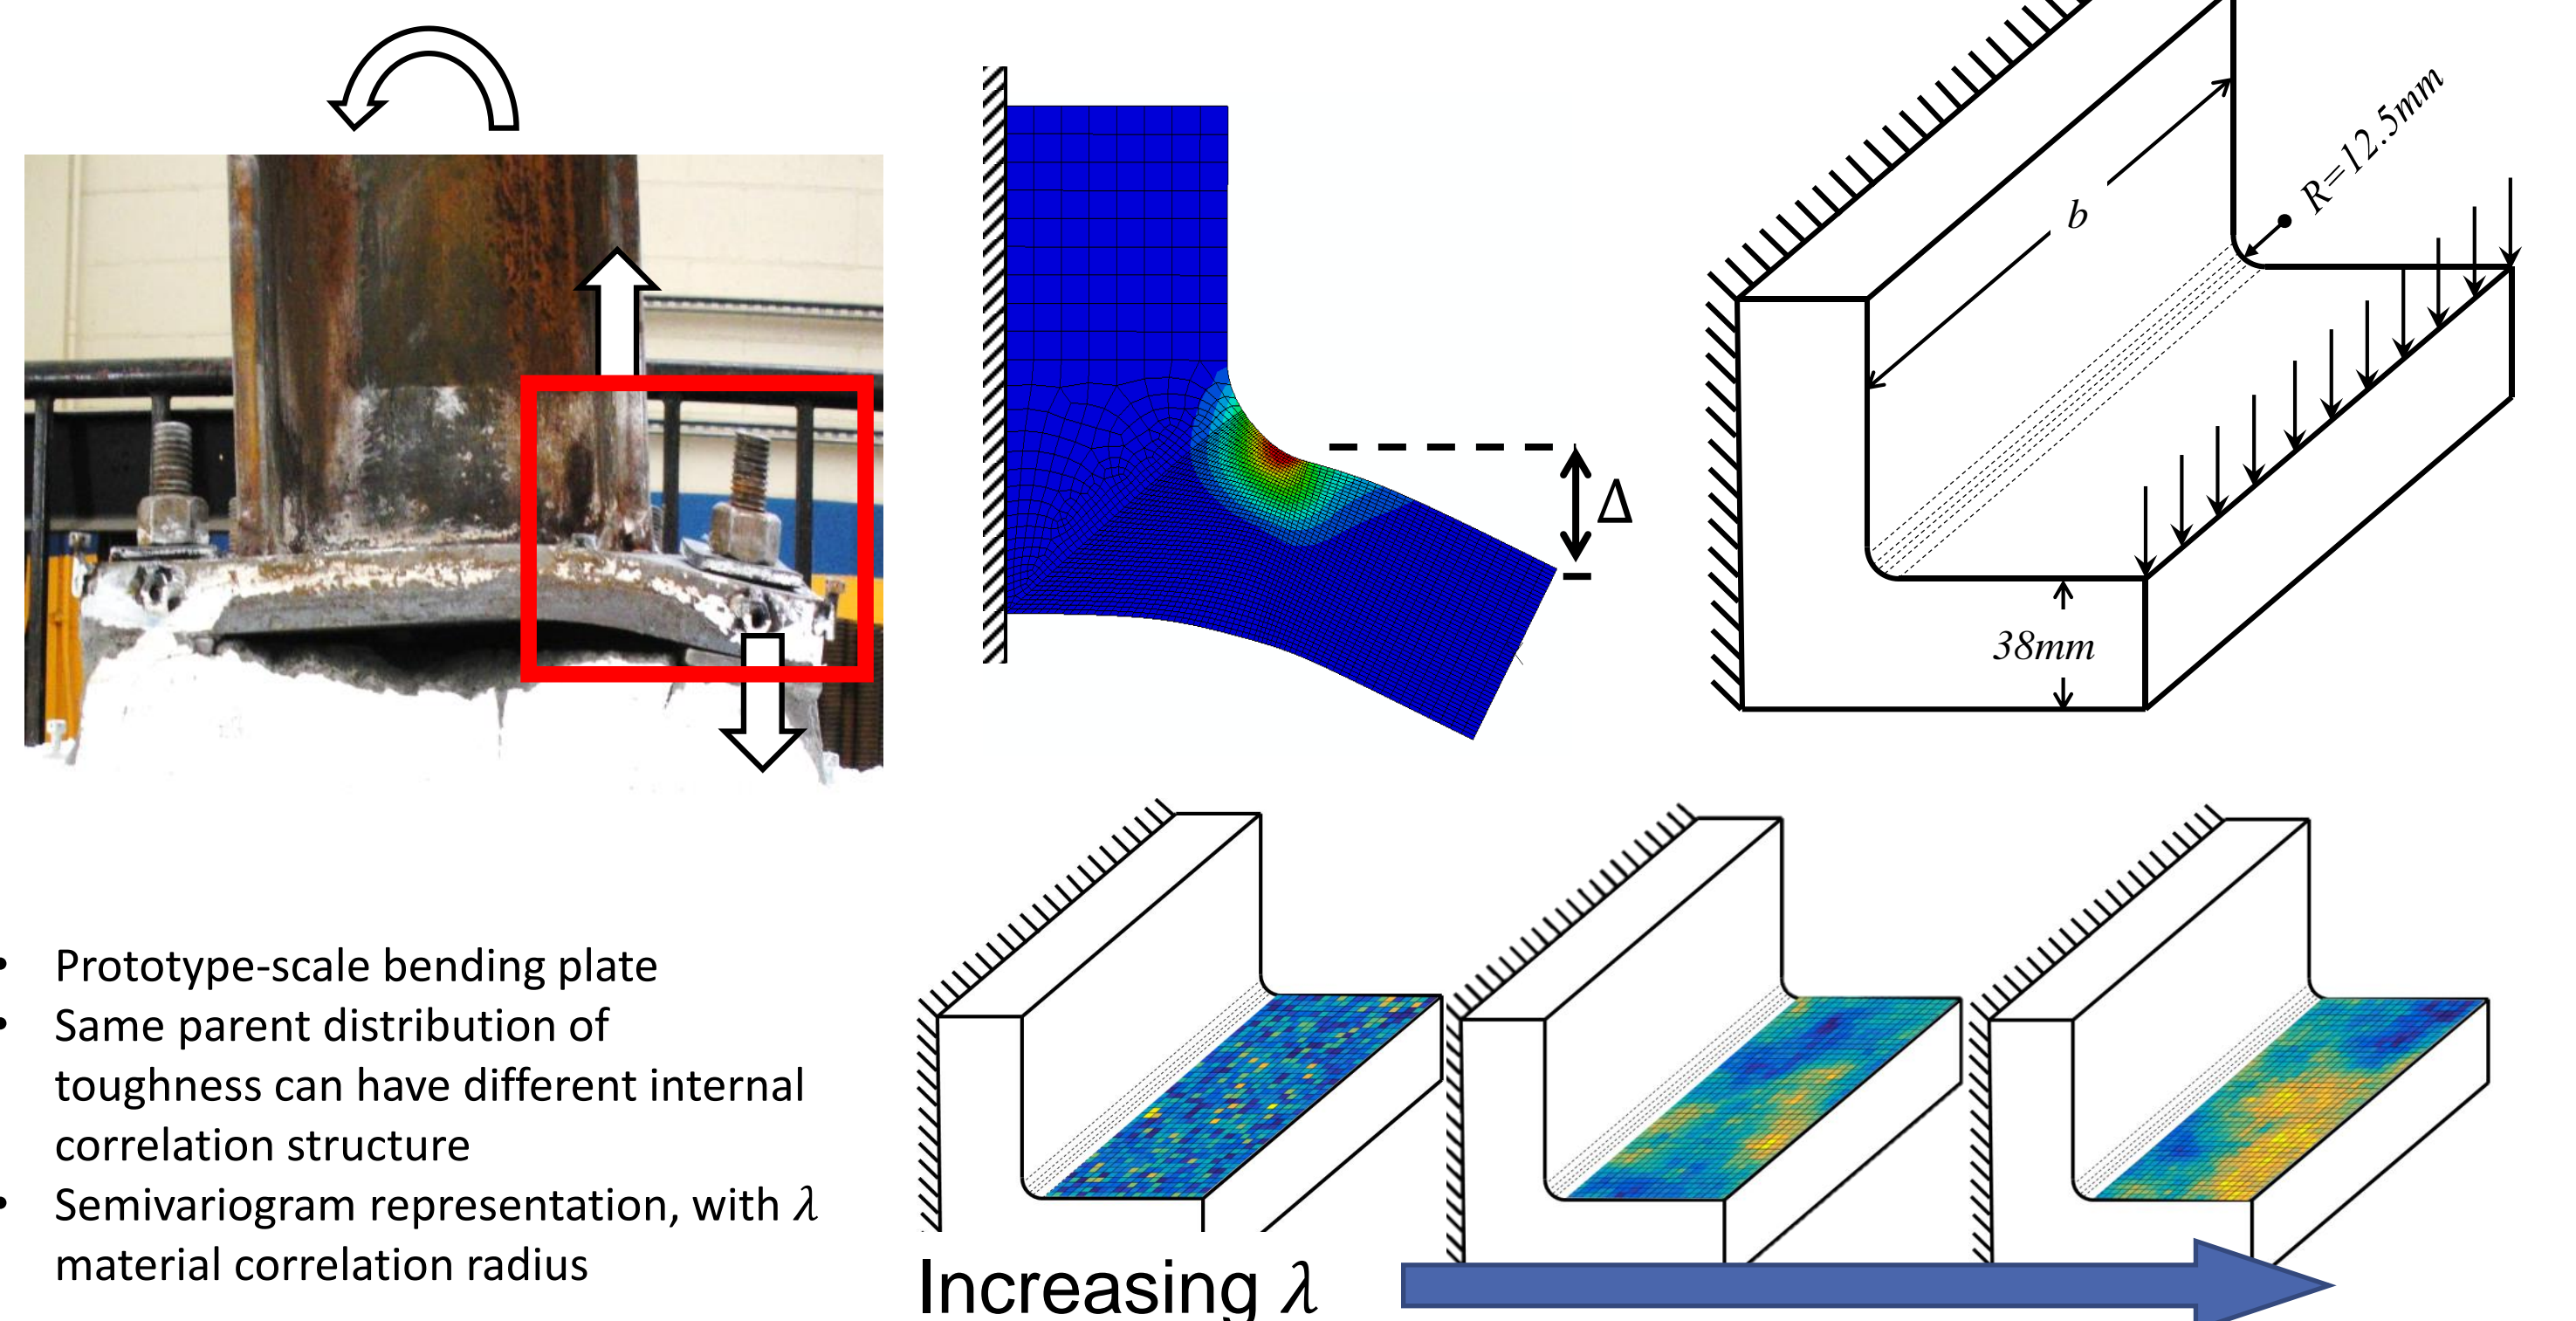 Δ
b
R=12.5mm
38mm
• Prototype-scale bending plate
• Same parent distribution of
toughness can have different internal
correlation structure
• Semivariogram representation, with λ
material correlation radius
Increasing λ